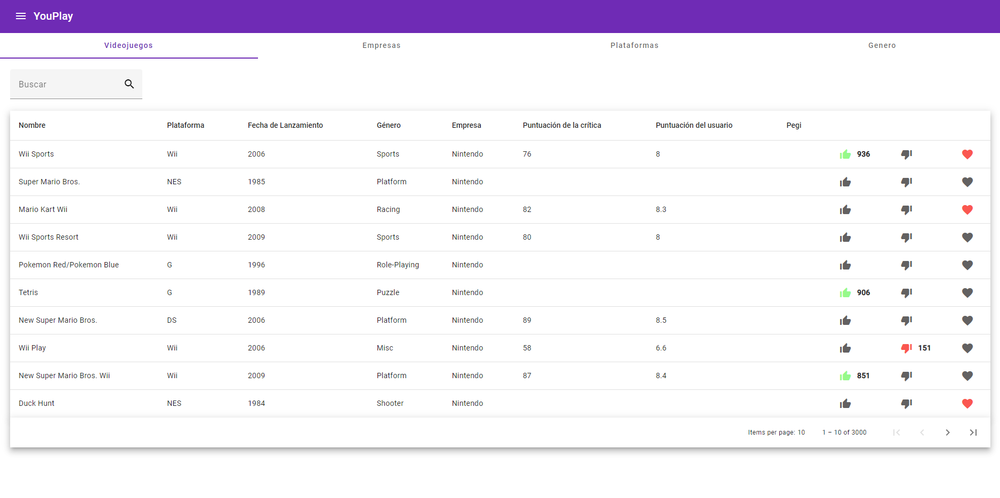 YouPlay
Videojuegos Empresas Plataformas Genero
Buscar
Nombre Plataforma Fecha de Lanzamiento Género Empresa Puntuación de la crítica Puntuación del usuario Pegi
Wii Sports Wii 2006 Sports Nintendo 76 8 936
Super Mario Bros. NES 1985 Platform Nintendo
Mario Kart Wii Wii 2008 Racing Nintendo 82 8.3
Wii Sports Resort Wii 2009 Sports Nintendo 80 8
Pokemon Red/Pokemon Blue G 1996 Role-Playing Nintendo
Tetris G 1989 Puzzle Nintendo 906
New Super Mario Bros. DS 2006 Platform Nintendo 89 8.5
Wii Play Wii 2006 Misc Nintendo 58 6.6 151
New Super Mario Bros. Wii Wii 2009 Platform Nintendo 87 8.4 851
Duck Hunt NES 1984 Shooter Nintendo
Items per page: 10 1 – 10 of 3000